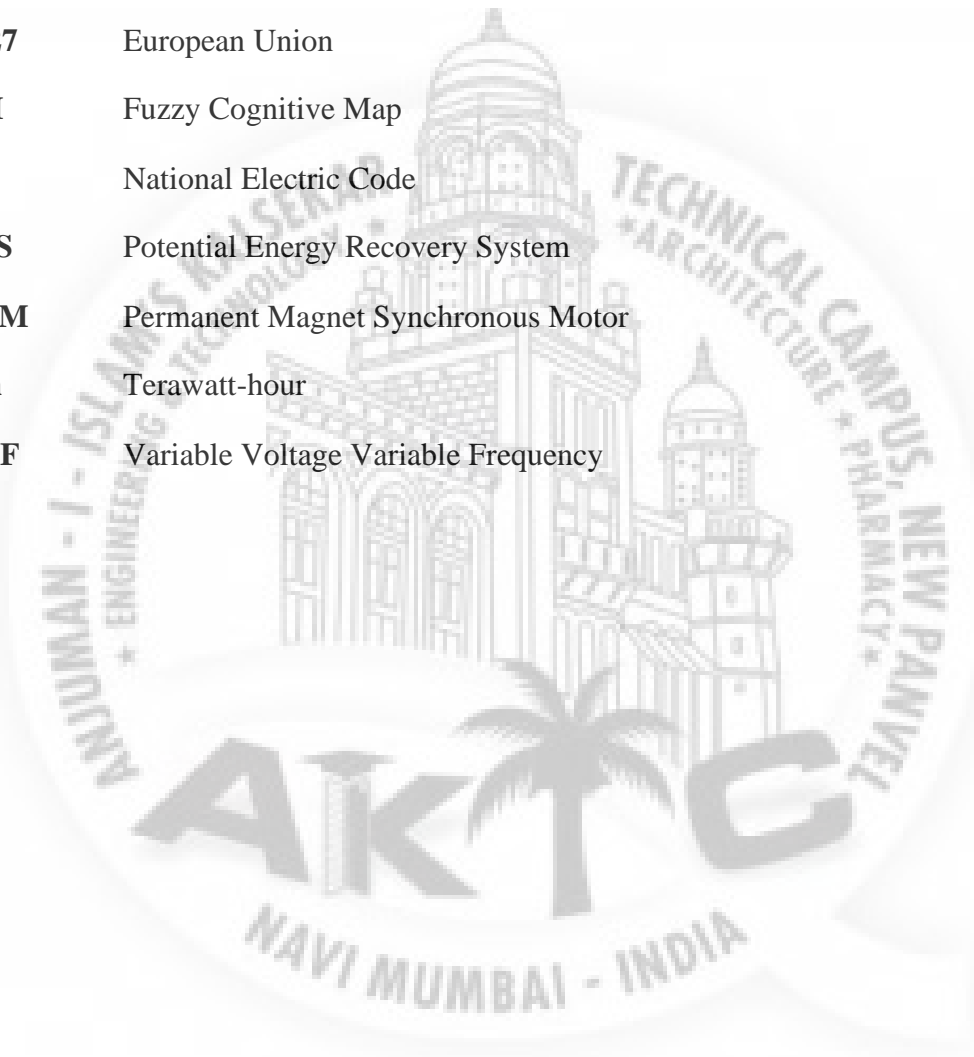 27 European Union
I Fuzzy Cognitive Map
National Electric Code
S Potential Energy Recovery System
M Permanent Magnet Synchronous Motor
Terawatt-hour
F Variable Voltage Variable Frequency
ANJUMAN - I - ISLAM'S KALSEKAR TECHNICAL CAMPUS, NEW PANVEL
* ENGINEERING & TECHNOLOGY * ARCHITECTURE * PHARMACY *
AKTC
NAVI MUMBAI - INDIA